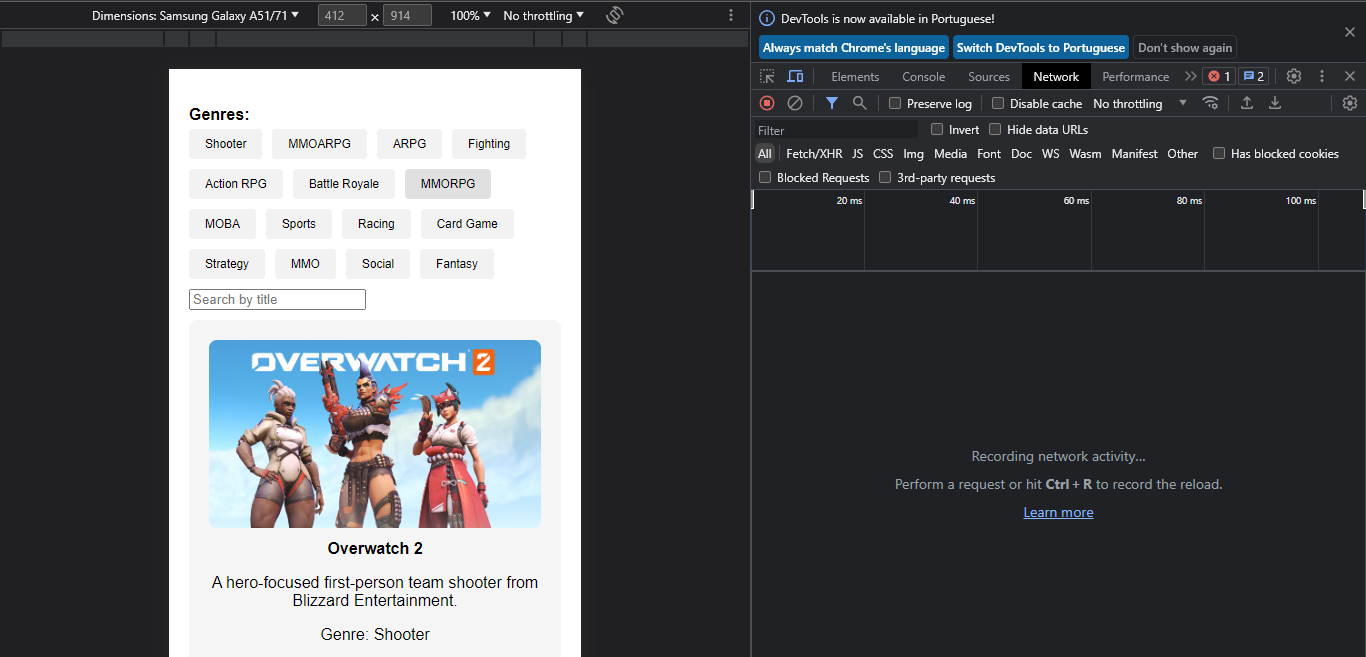 Dimensions: Samsung Galaxy A51/71 412 × 914 100% No throttling
Genres:
Shooter MMOARPG ARPG Fighting
Action RPG Battle Royale MMORPG
MOBA Sports Racing Card Game
Strategy MMO Social Fantasy
Search by title
OVERWATCH 2
Overwatch 2
A hero-focused first-person team shooter from
Blizzard Entertainment.
Genre: Shooter
DevTools is now available in Portuguese!
Always match Chrome's language Switch DevTools to Portuguese Don't show again
Elements Console Sources Network Performance 1 2
Preserve log Disable cache No throttling
Filter Invert Hide data URLs
All Fetch/XHR JS CSS Img Media Font Doc WS Wasm Manifest Other Has blocked cookies
Blocked Requests 3rd-party requests
20 ms 40 ms 60 ms 80 ms 100 ms
Recording network activity...
Perform a request or hit Ctrl + R to record the reload.
Learn more